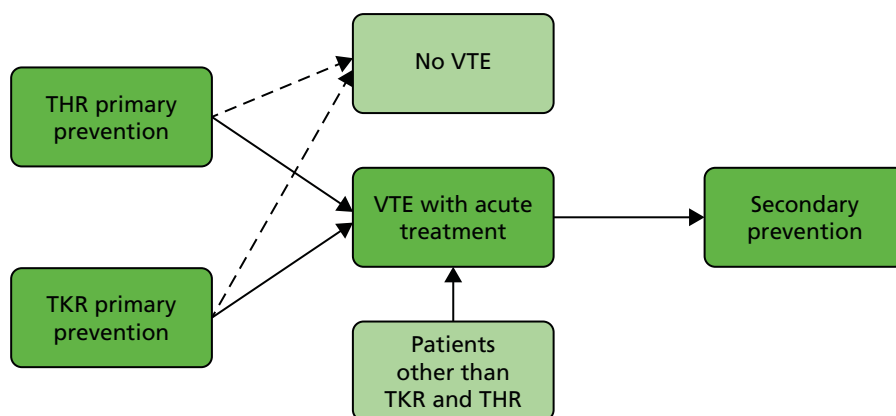 THR primary
prevention
TKR primary
prevention
No VTE
VTE with acute
treatment
Patients
other than
TKR and THR
Secondary
prevention